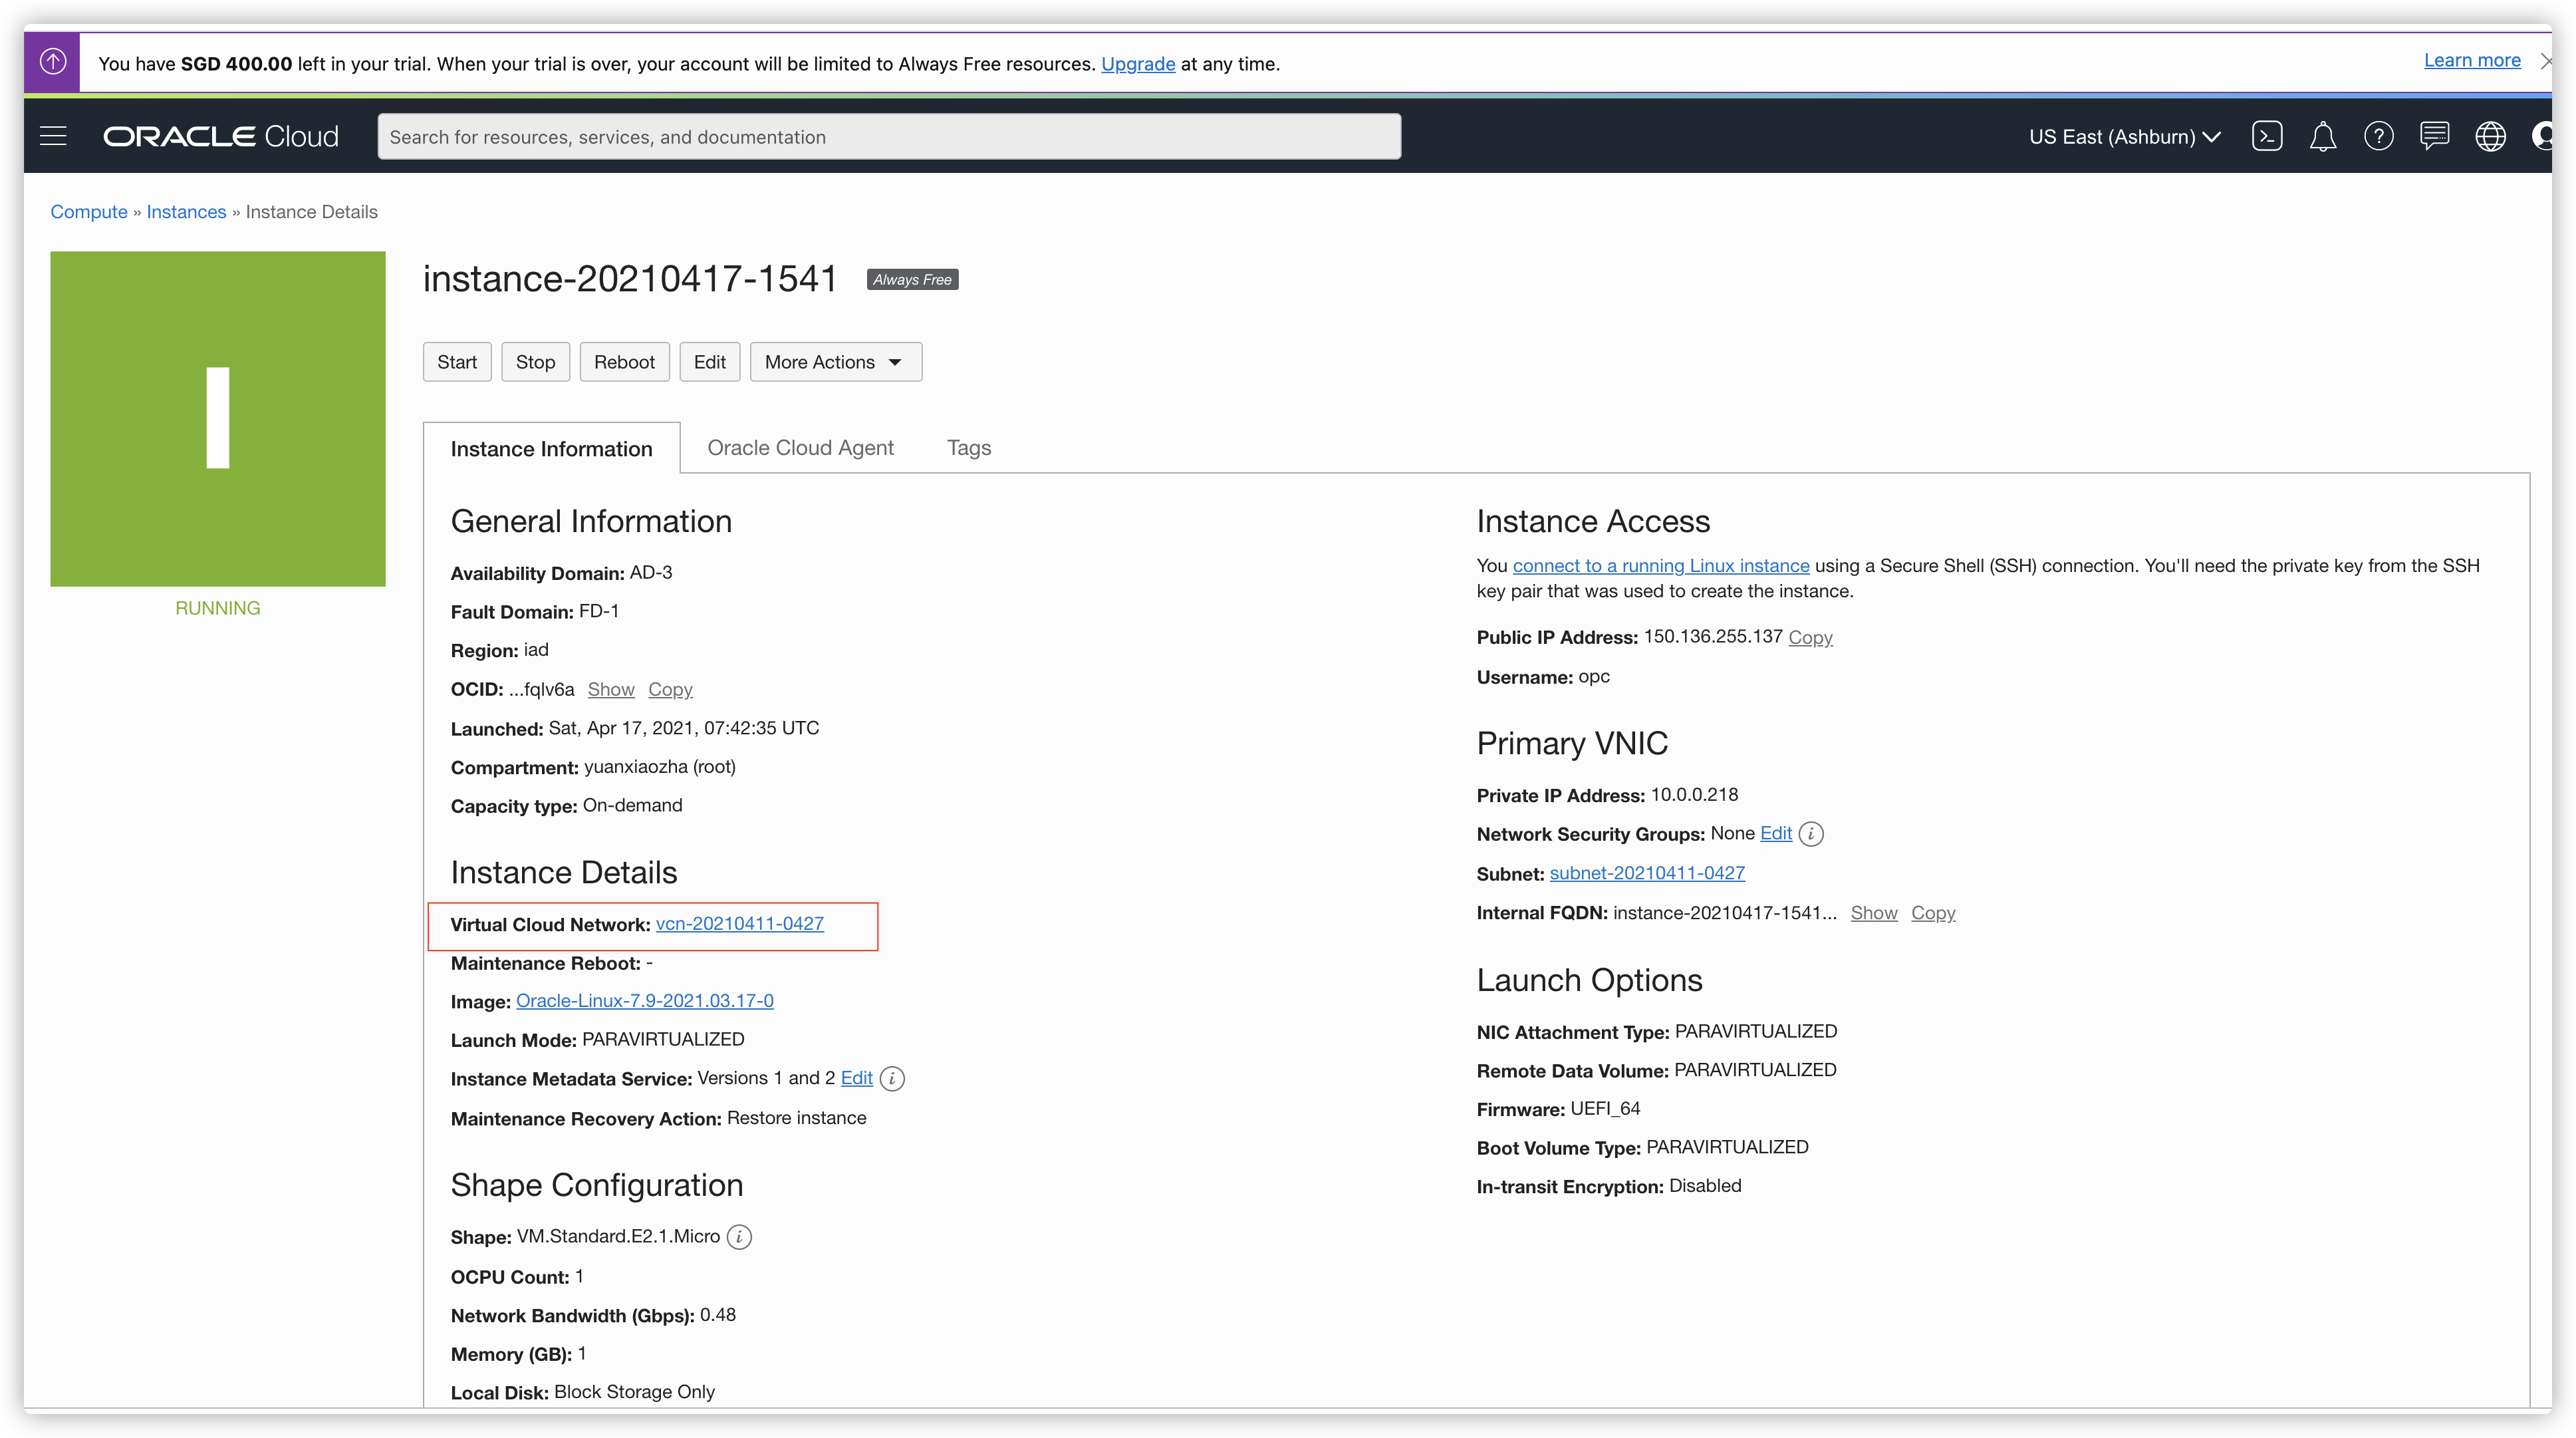 You have SGD 400.00 left in your trial. When your trial is over, your account will be limited to Always Free resources. Upgrade at any time.
Learn more
ORACLE Cloud
Search for resources, services, and documentation
US East (Ashburn)
Compute » Instances » Instance Details
I
RUNNING
instance-20210417-1541
Always Free
Start
Stop
Reboot
Edit
More Actions
Instance Information
Oracle Cloud Agent
Tags
General Information
Availability Domain: AD-3
Fault Domain: FD-1
Region: iad
OCID: ...fqlv6a Show Copy
Launched: Sat, Apr 17, 2021, 07:42:35 UTC
Compartment: yuanxiaozha (root)
Capacity type: On-demand
Instance Details
Virtual Cloud Network: vcn-20210411-0427
Maintenance Reboot: -
Image: Oracle-Linux-7.9-2021.03.17-0
Launch Mode: PARAVIRTUALIZED
Instance Metadata Service: Versions 1 and 2 Edit
Maintenance Recovery Action: Restore instance
Shape Configuration
Shape: VM.Standard.E2.1.Micro
OCPU Count: 1
Network Bandwidth (Gbps): 0.48
Memory (GB): 1
Local Disk: Block Storage Only
Instance Access
You connect to a running Linux instance using a Secure Shell (SSH) connection. You'll need the private key from the SSH
key pair that was used to create the instance.
Public IP Address: 150.136.255.137 Copy
Username: opc
Primary VNIC
Private IP Address: 10.0.0.218
Network Security Groups: None Edit
Subnet: subnet-20210411-0427
Internal FQDN: instance-20210417-1541... Show Copy
Launch Options
NIC Attachment Type: PARAVIRTUALIZED
Remote Data Volume: PARAVIRTUALIZED
Firmware: UEFI_64
Boot Volume Type: PARAVIRTUALIZED
In-transit Encryption: Disabled